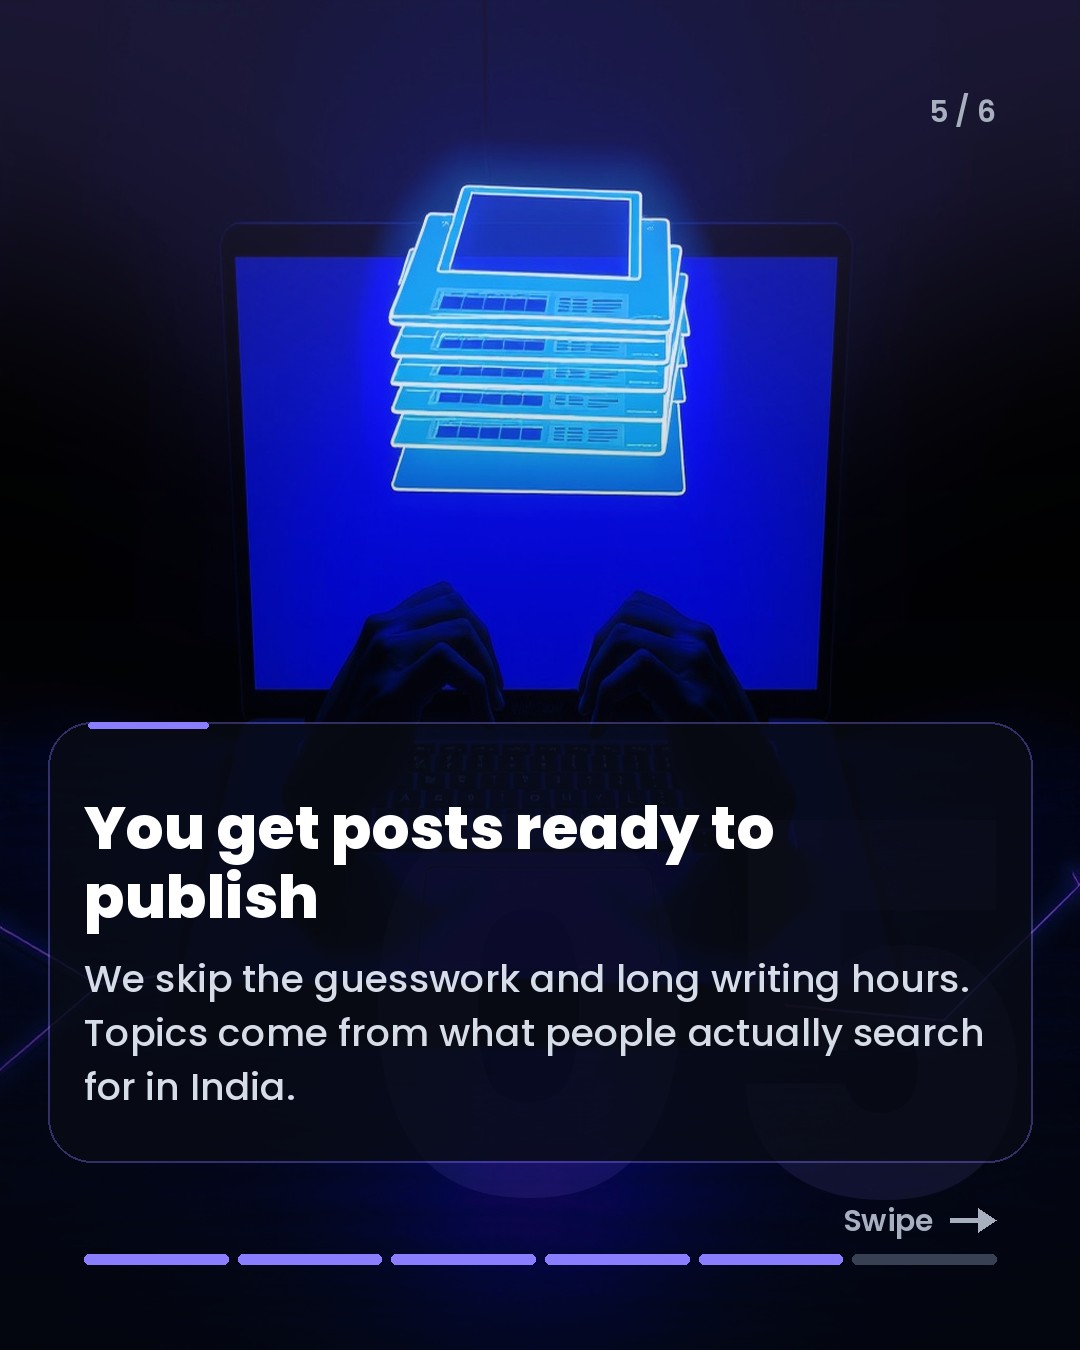 5 / 6
You get posts ready to
publish
We skip the guesswork and long writing hours.
Topics come from what people actually search
for in India.
05
Swipe